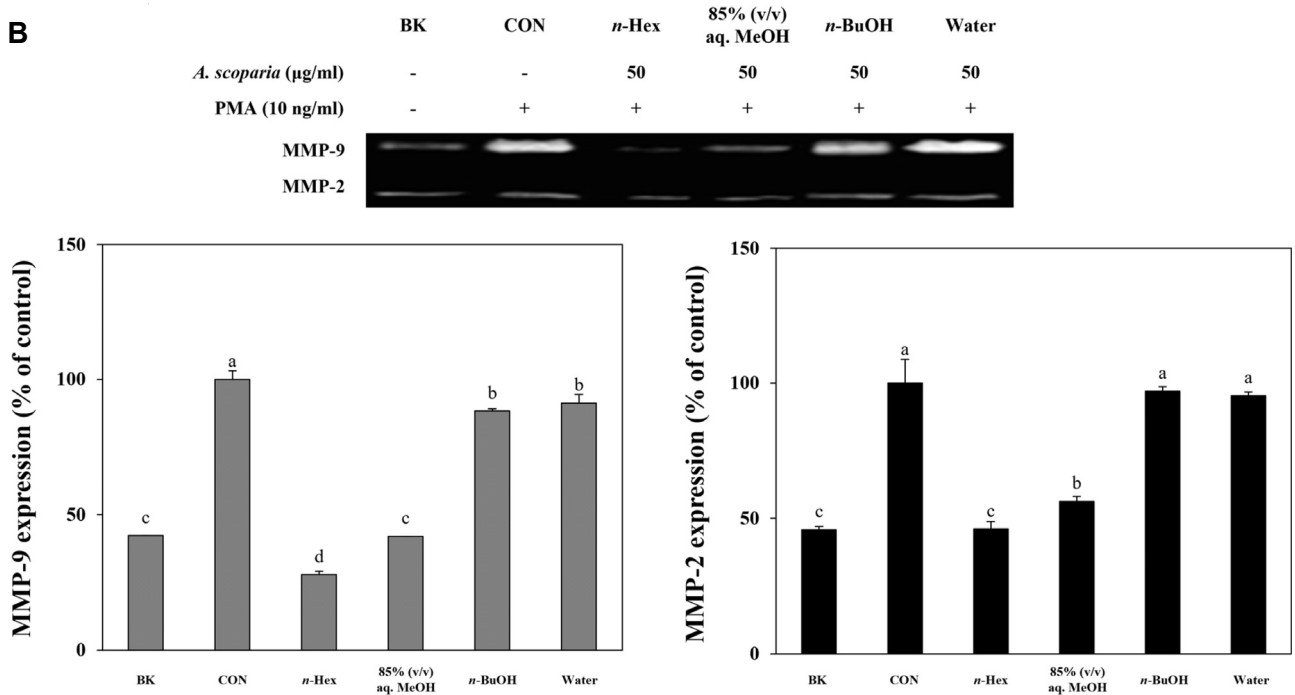 B
BK CON n-Hex 85% (v/v) aq. MeOH n-BuOH Water
A. scoparia (μg/ml) - - 50 50 50 50
PMA (10 ng/ml) - + + + + +
MMP-9
MMP-2
MMP-9 expression (% of control)
150
100
50
0
c a d c b b
BK CON n-Hex 85% (v/v) aq. MeOH n-BuOH Water
MMP-2 expression (% of control)
150
100
50
0
c a c b a a
BK CON n-Hex 85% (v/v) aq. MeOH n-BuOH Water